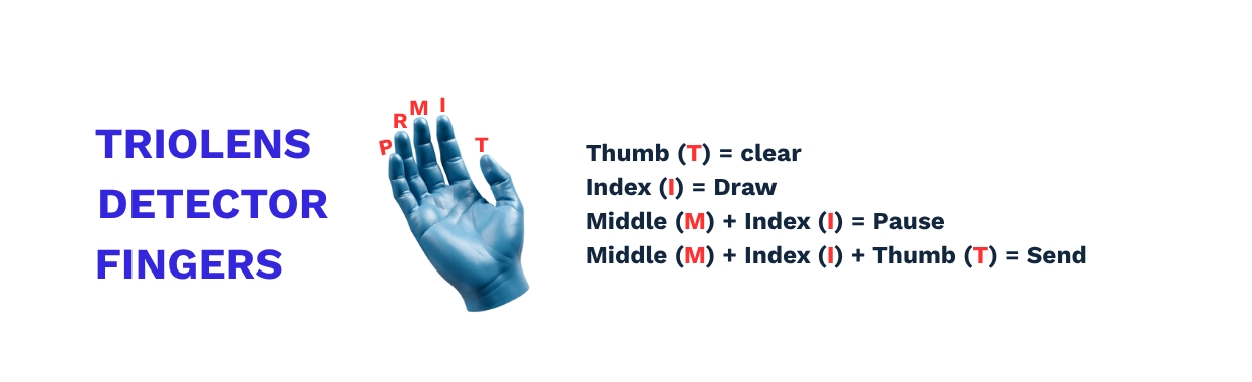 TRIOLENS
DETECTOR
FINGERS
P
R
M
I
T
Thumb (T) = clear
Index (I) = Draw
Middle (M) + Index (I) = Pause
Middle (M) + Index (I) + Thumb (T) = Send